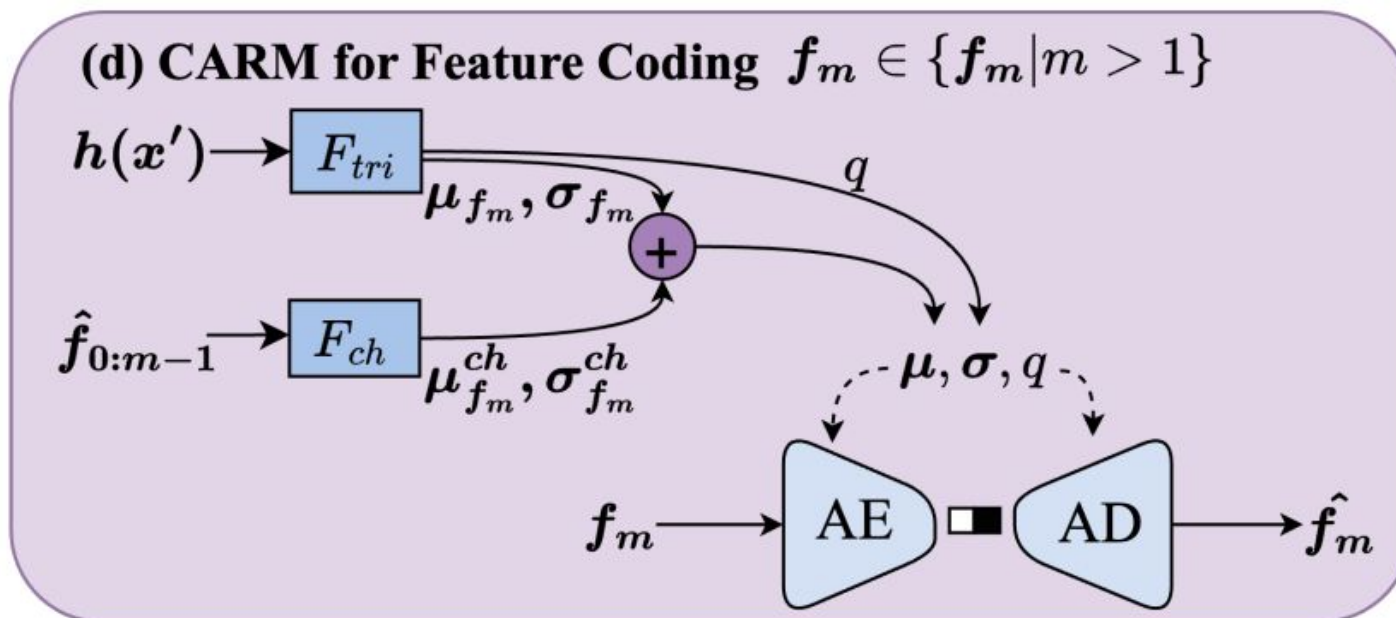 (d) CARM for Feature Coding f_m ∈ {f_m|m > 1}
h(x')
F_tri
q
μ_{f_m}, σ_{f_m}
+
f̂_{0:m−1}
F_ch
μ^{ch}_{f_m}, σ^{ch}_{f_m}
μ, σ, q
f_m
AE
AD
f̂_m